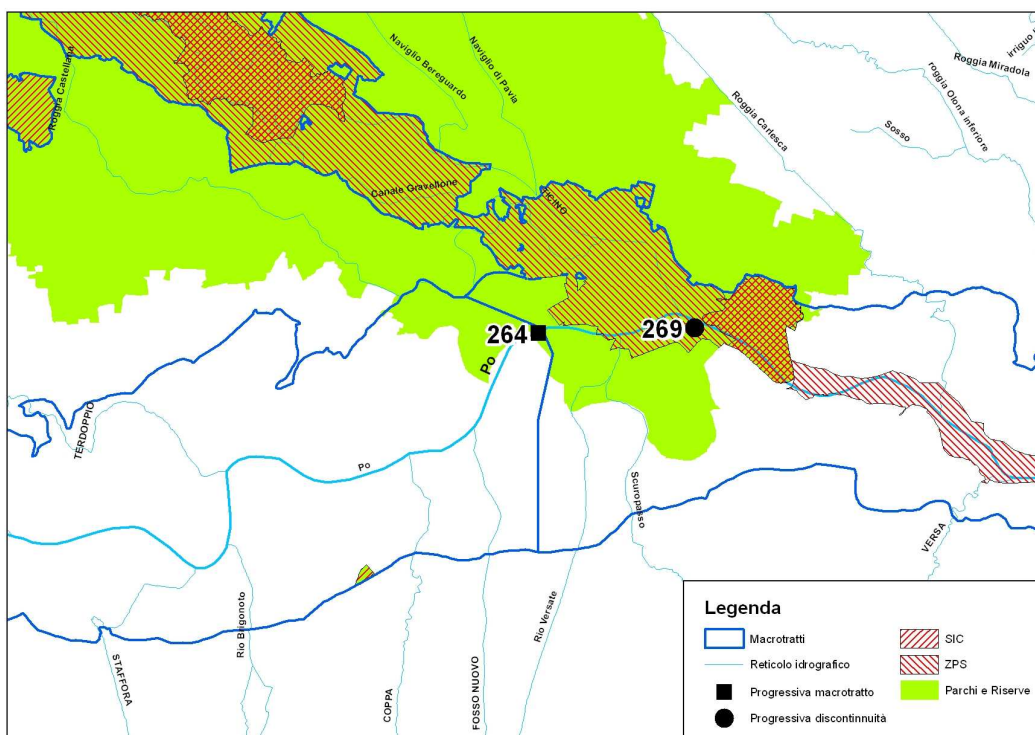 Roggia Castellana
Naviglio Bereguardo
Naviglio di Pavia
Roggia Carlesca
roggia Olona inferiore
Roggia Miradola
irriguo
Sosso
Canale Gravellone
TICINO
264
269
Po
TERDOPPIO
Po
Scuropasso
VERSA
Rio Versate
Rio Brignoto
STAFFORA
COPPA
FOSSO NUOVO
Legenda
Macrotratti
Reticolo idrografico
Progressiva macrotratto
Progressiva discontinnuità
SIC
ZPS
Parchi e Riserve